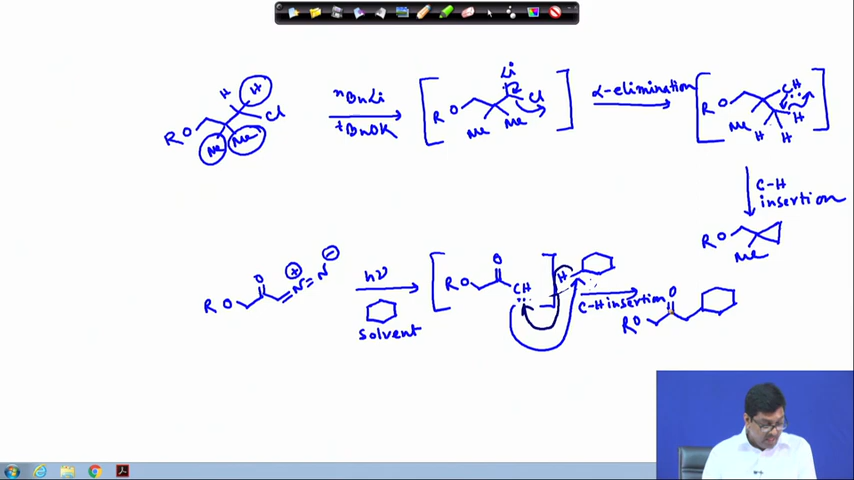 H H
Cl
RO
Me Me
nBuLi
tBuOK
Li
Cl
RO
Me Me
α-elimination
CH
RO
H
Me H H
C-H
insertion
RO
Me
O
RO N N
hν
solvent
O
RO CH
H
C-H insertion
O
RO